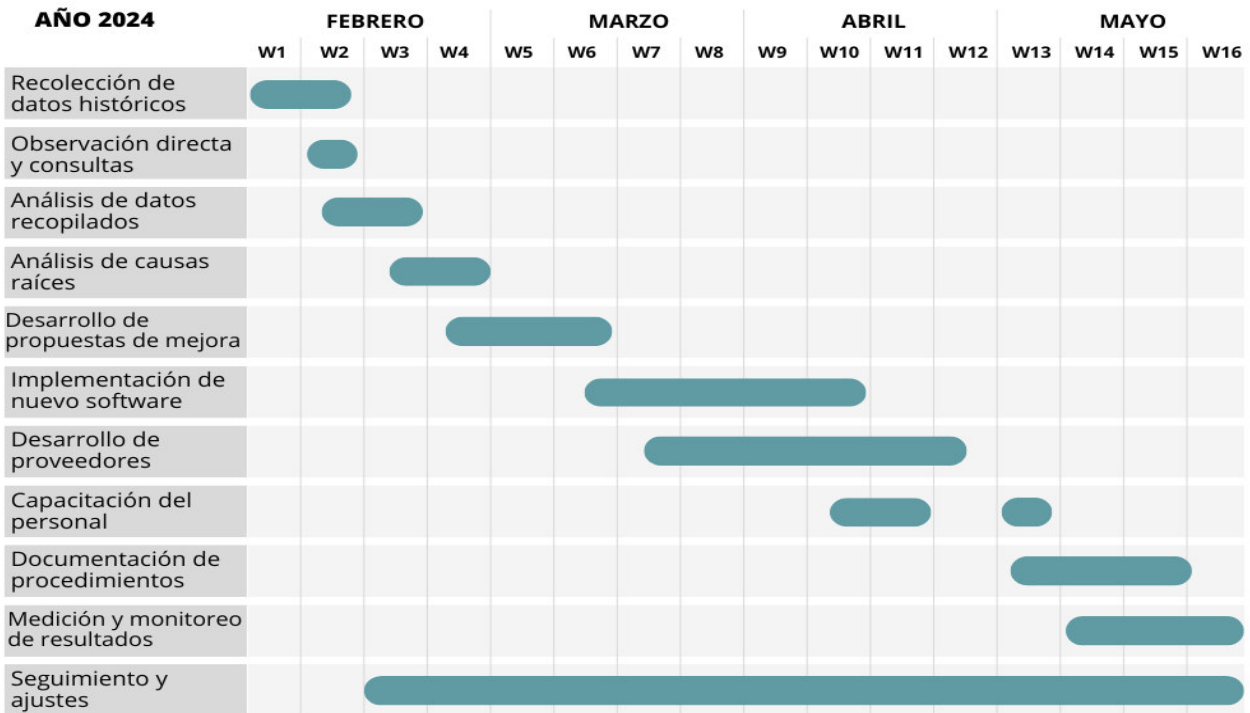 AÑO 2024 FEBRERO MARZO ABRIL MAYO
W1 W2 W3 W4 W5 W6 W7 W8 W9 W10 W11 W12 W13 W14 W15 W16
Recolección de
datos históricos
Observación directa
y consultas
Análisis de datos
recopilados
Análisis de causas
raíces
Desarrollo de
propuestas de mejora
Implementación de
nuevo software
Desarrollo de
proveedores
Capacitación del
personal
Documentación de
procedimientos
Medición y monitoreo
de resultados
Seguimiento y
ajustes